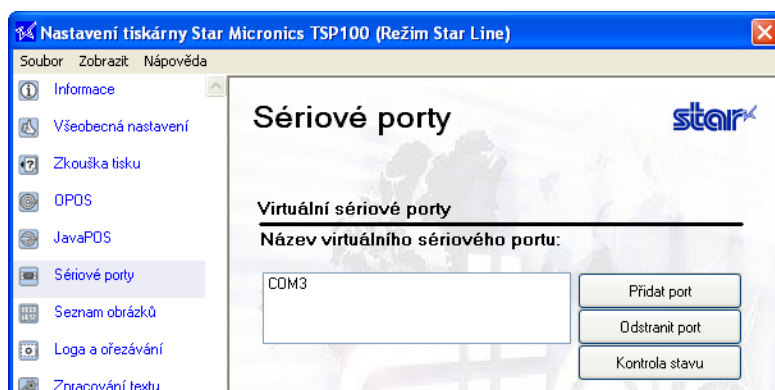 Nastavení tiskárny Star Micronics TSP100 (Režim Star Line)
Soubor Zobrazit Nápověda
Informace
Všeobecná nastavení
Zkouška tisku
OPOS
JavaPOS
Sériové porty
Seznam obrázků
Loga a ořezávání
Zpracování textu
Sériové porty
star
Virtuální sériové porty
Název virtuálního sériového portu:
COM3
Přidat port
Odstranit port
Kontrola stavu